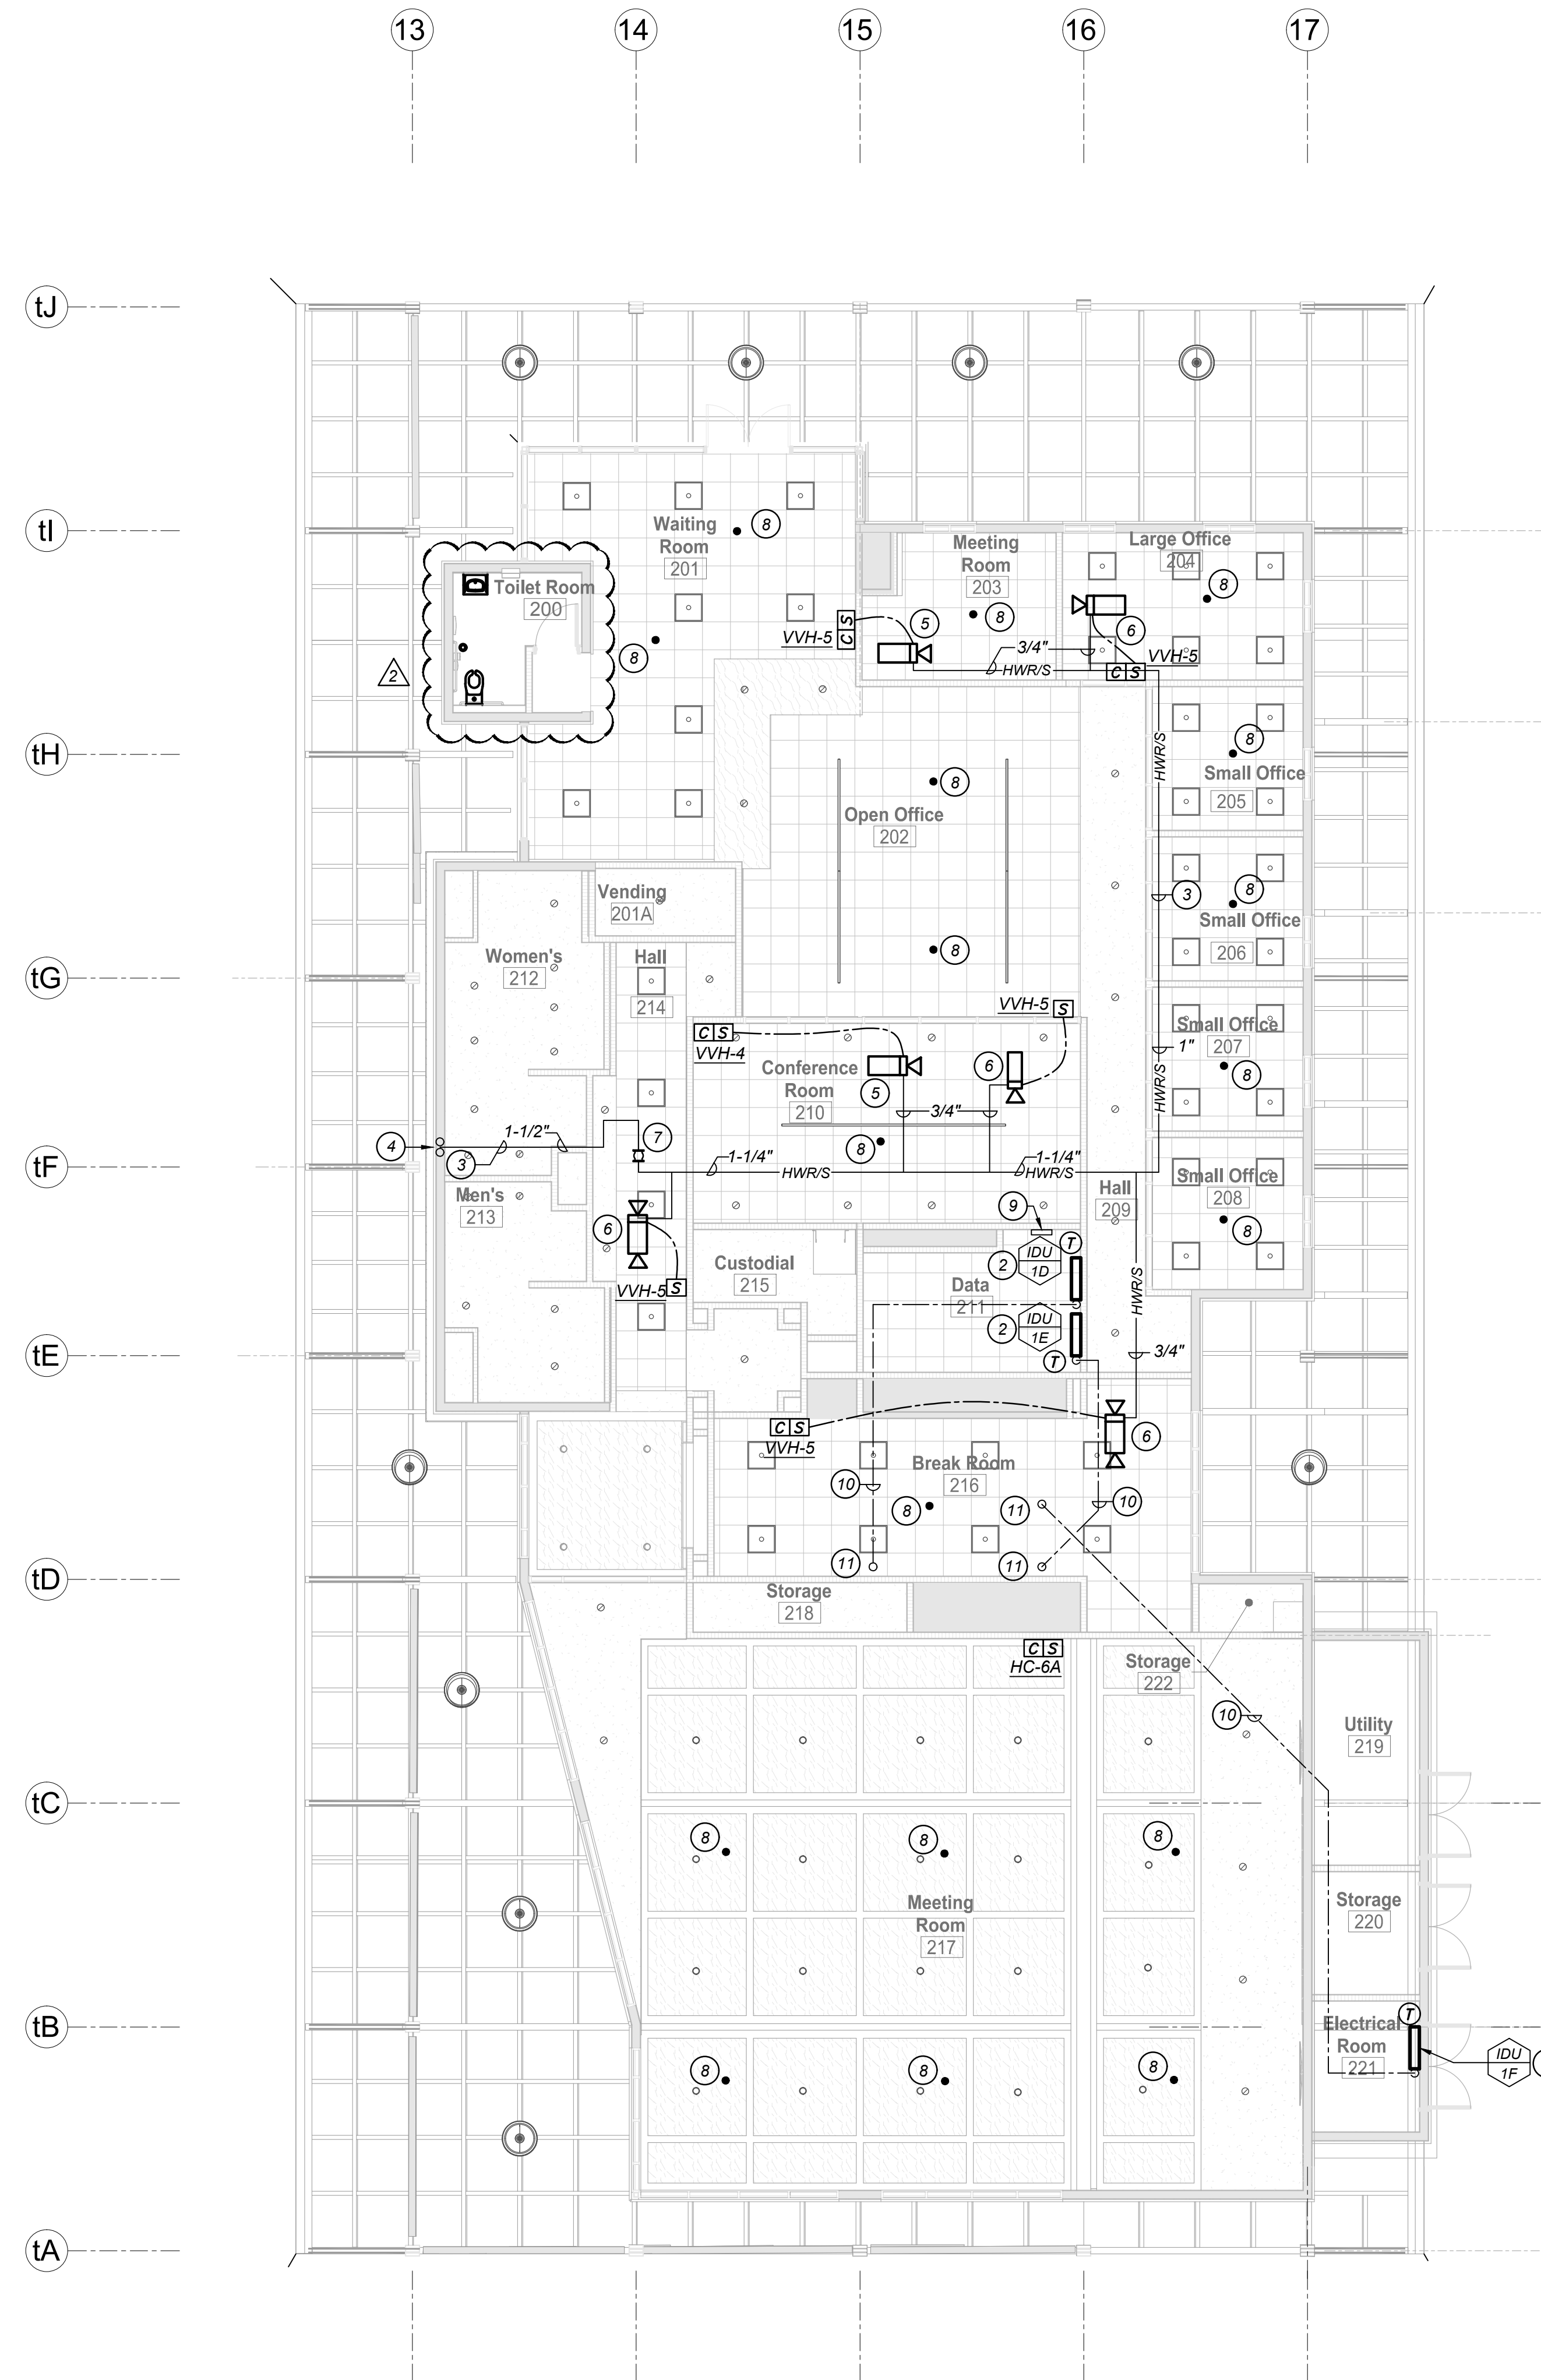 13
14
15
16
17
tJ
tI
Waiting
Room
201
8
Meeting
Room
203
8
Large Office
204
8
Toilet Room
200
8
VVH-5
C S
5
3/4"
HWR/S
6
VVH-5
C S
2
tH
HWR/S
8
Small Office
205
8
Open Office
202
8
3
8
Small Office
206
Vending
201A
Women's
212
Hall
214
tG
VVH-5
S
C S
VVH-4
Conference
Room
210
5
6
3/4"
8
Small Office
207
8
1"
HWR/S
4
3
1-1/2"
7
tF
1-1/4"
HWR/S
1-1/4"
HWR/S
Men's
213
6
VVH-5
S
Hall
209
Small Office
208
8
9
Custodial
215
Data
211
2
IDU
1D
T
2
IDU
1E
T
HWR/S
3/4"
tE
C S
VVH-5
Break Room
216
6
10
8
11
10
11
11
tD
Storage
218
C S
HC-6A
Storage
222
10
Utility
219
tC
8
8
8
Meeting
Room
217
Storage
220
tB
T
Electrical
Room
221
IDU
1F
8
8
8
tA